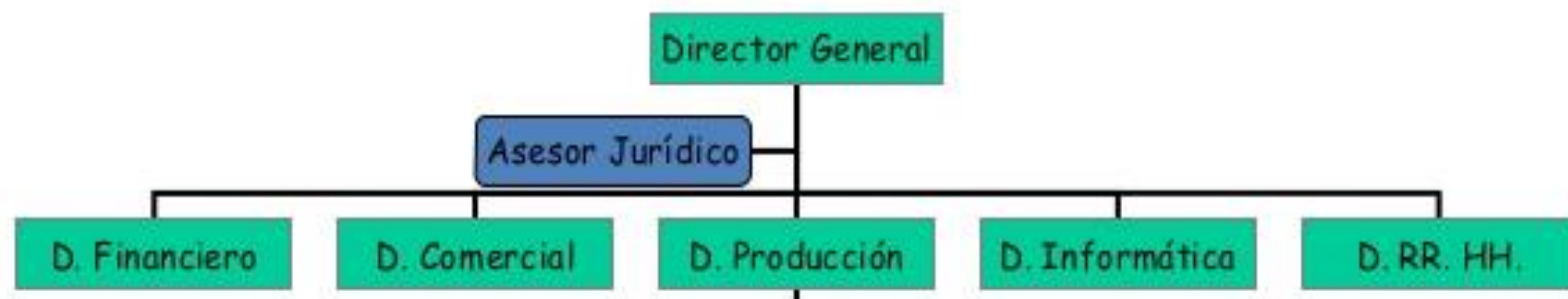 Director General
Asesor Jurídico
D. Financiero
D. Comercial
D. Producción
D. Informática
D. RR. HH.